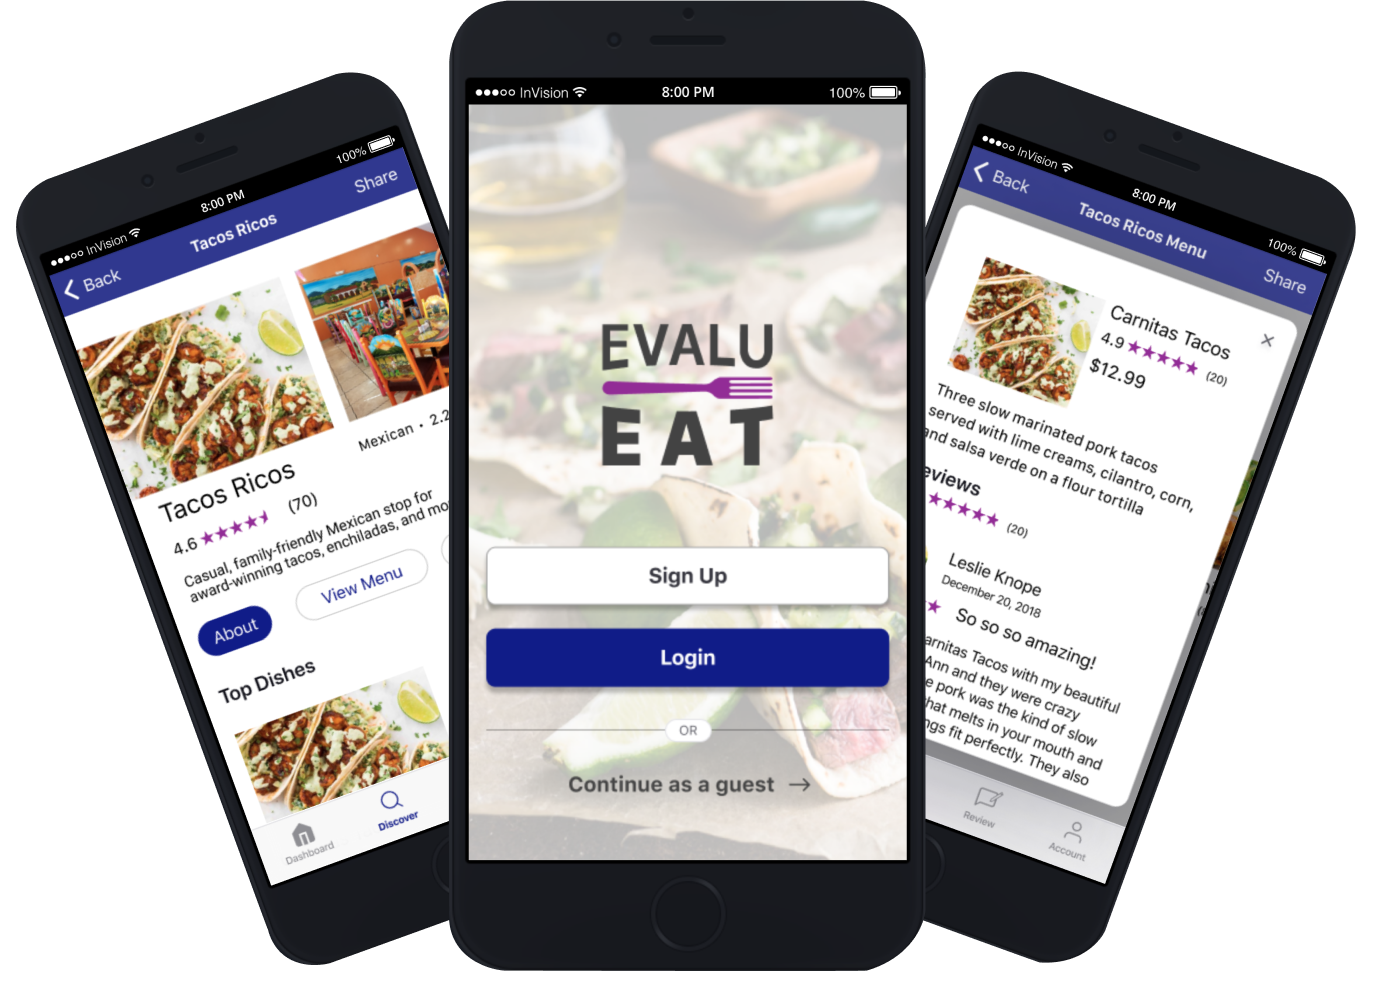 InVision
8:00 PM
100%
Back
Tacos Ricos
Share
Mexican • 2.2
Tacos Ricos
4.6
(70)
Casual, family-friendly Mexican stop for
award-winning tacos, enchiladas, and mo
About
View Menu
Top Dishes
Dashboard
Discover
InVision
8:00 PM
100%
EVALU
EAT
Sign Up
Login
OR
Continue as a guest →
InVision
8:00 PM
100%
Back
Tacos Ricos Menu
Share
Carnitas Tacos
4.9
(20)
$12.99
Three slow marinated pork tacos
served with lime creams, cilantro, corn,
and salsa verde on a flour tortilla
eviews
(20)
Leslie Knope
December 20, 2018
So so so amazing!
arnitas Tacos with my beautiful
Ann and they were crazy
e pork was the kind of slow
hat melts in your mouth and
ngs fit perfectly. They also
Review
Account